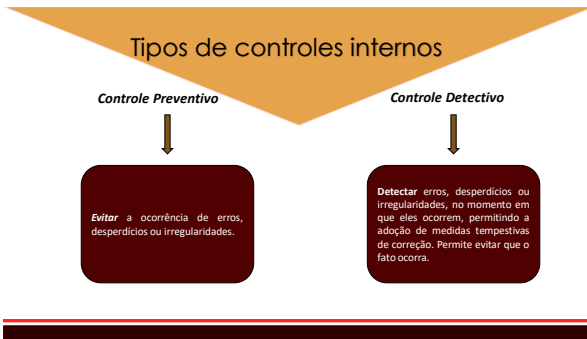 Tipos de controles internos
Controle Preventivo
Evitar a ocorrência de erros,
desperdícios ou irregularidades.
Controle Detectivo
Detectar erros, desperdícios ou
irregularidades, no momento em
que eles ocorrem, permitindo a
adoção de medidas tempestivas
de correção. Permite evitar que o
fato ocorra.